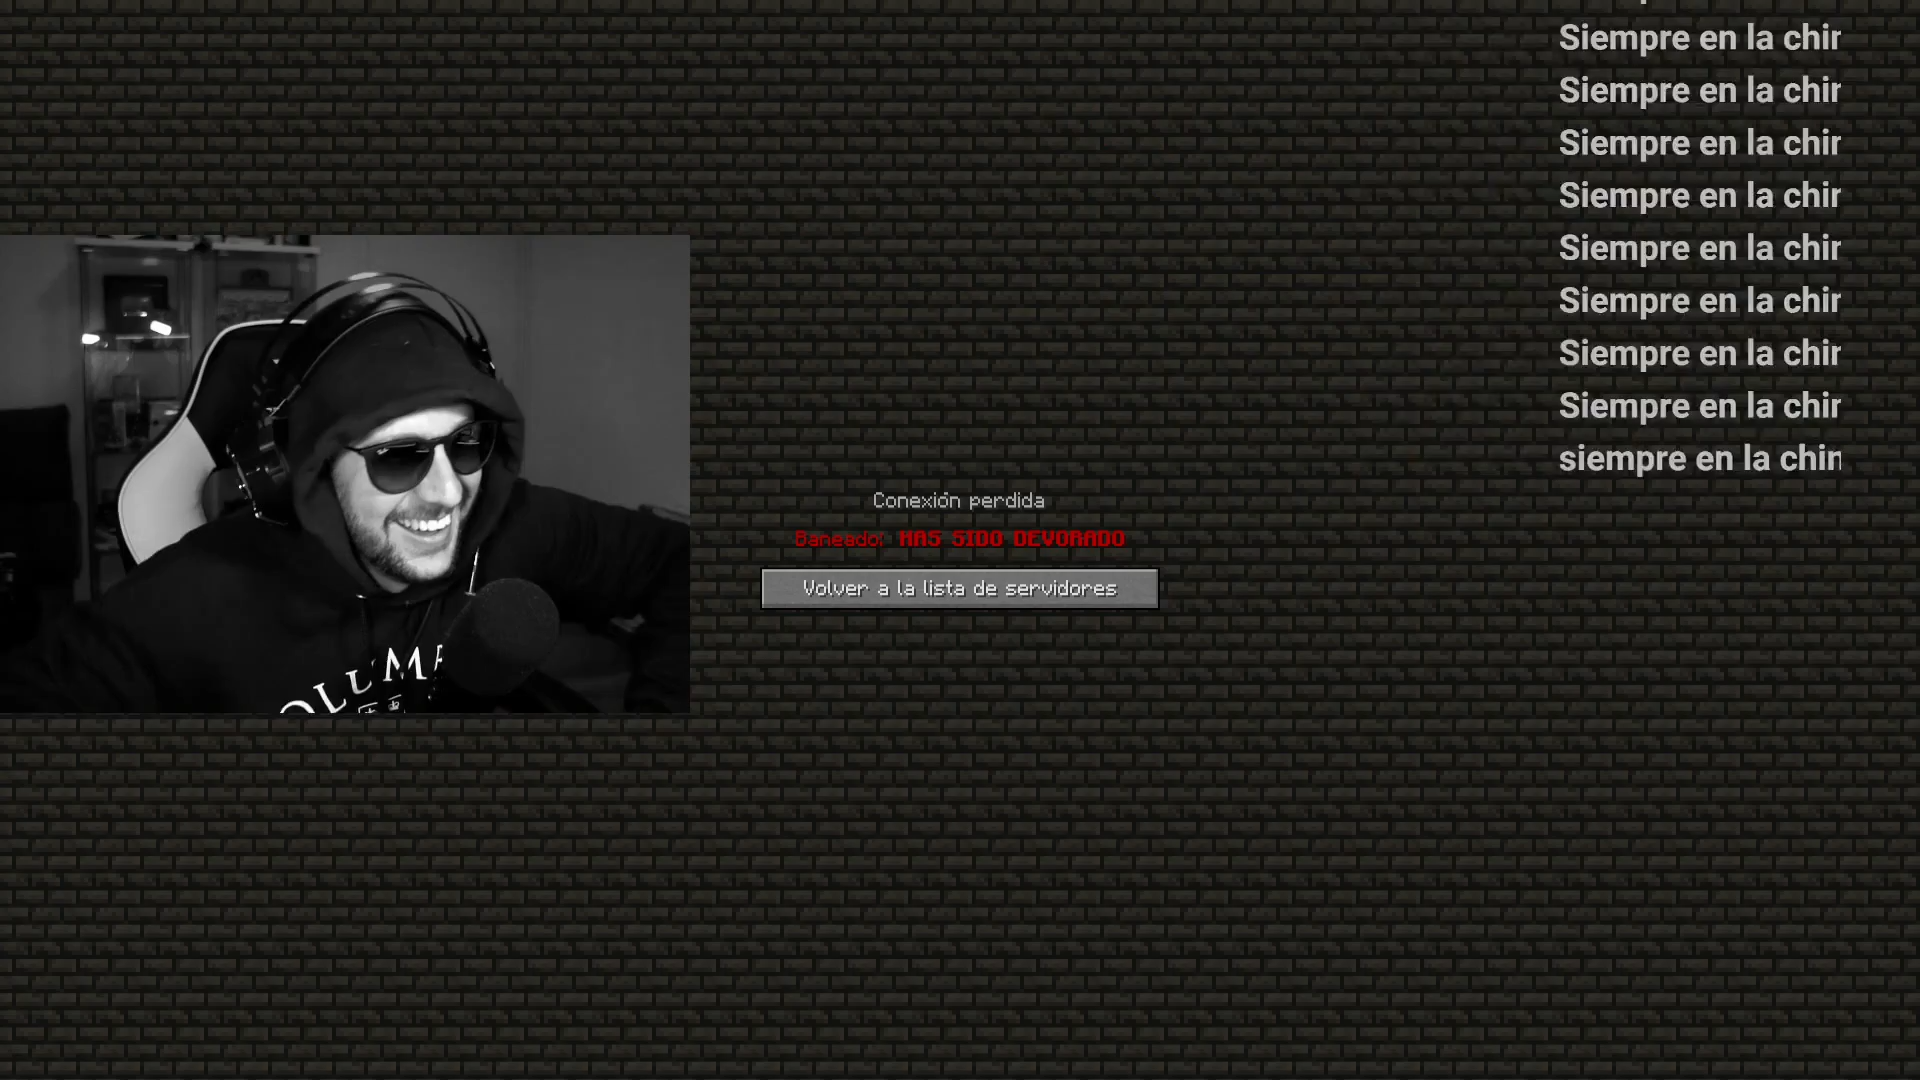 Siempre en la chir
Siempre en la chir
Siempre en la chir
Siempre en la chir
Siempre en la chir
Siempre en la chir
Siempre en la chir
Siempre en la chir
siempre en la chin
Conexión perdida
Baneado: HAS SIDO DEVORADO
Volver a la lista de servidores